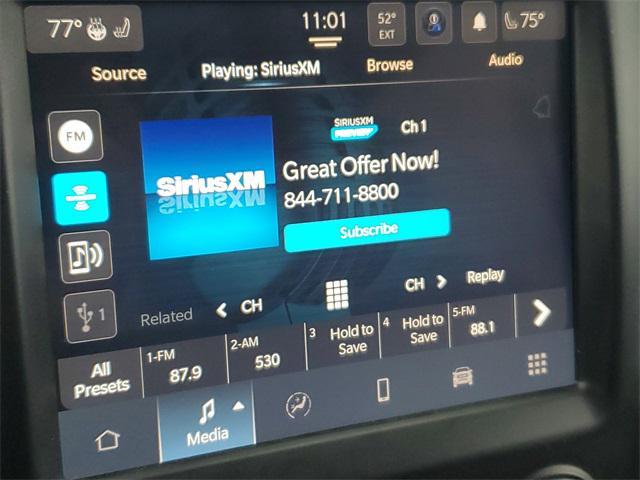 77°
11:01
52°
EXT
75°
Source
Playing: SiriusXM
Browse
Audio
FM
SIRIUSXM
PREVIEW
Ch 1
SiriusXM
Great Offer Now!
844-711-8800
Subscribe
1
Related
CH
CH
Replay
All
Presets
1-FM
87.9
2-AM
530
3
Hold to
Save
4
Hold to
Save
5-FM
88.1
Media